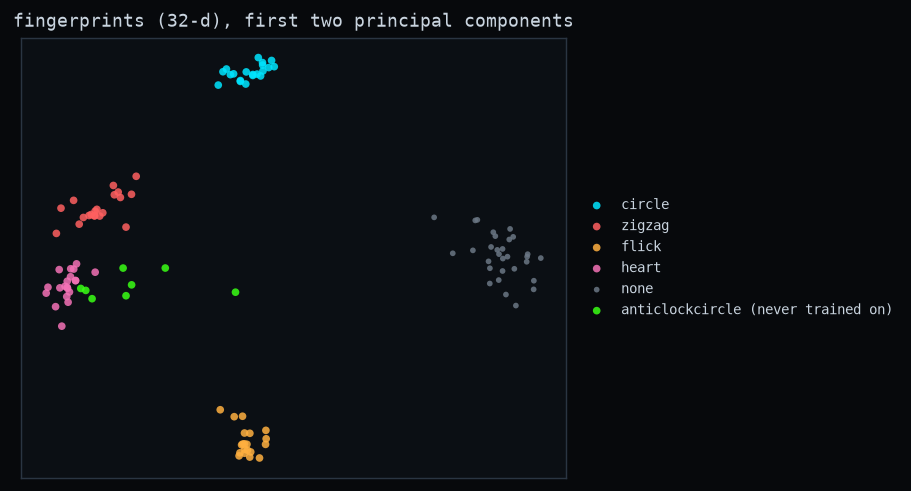 fingerprints (32-d), first two principal components
circle
zigzag
flick
heart
none
anticlockcircle (never trained on)